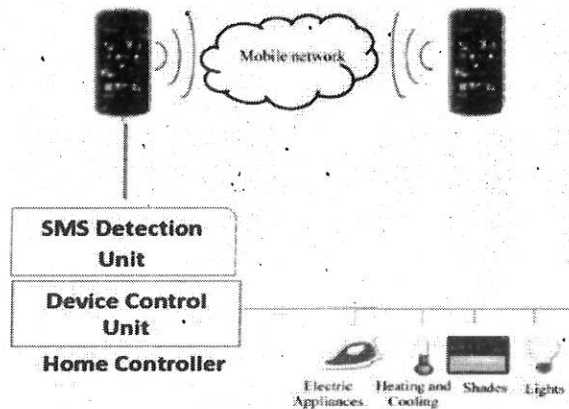 Mobile network
SMS Detection
Unit
Device Control
Unit
Home Controller
Electric
Appliances
Heating and
Cooling
Shades
Lights